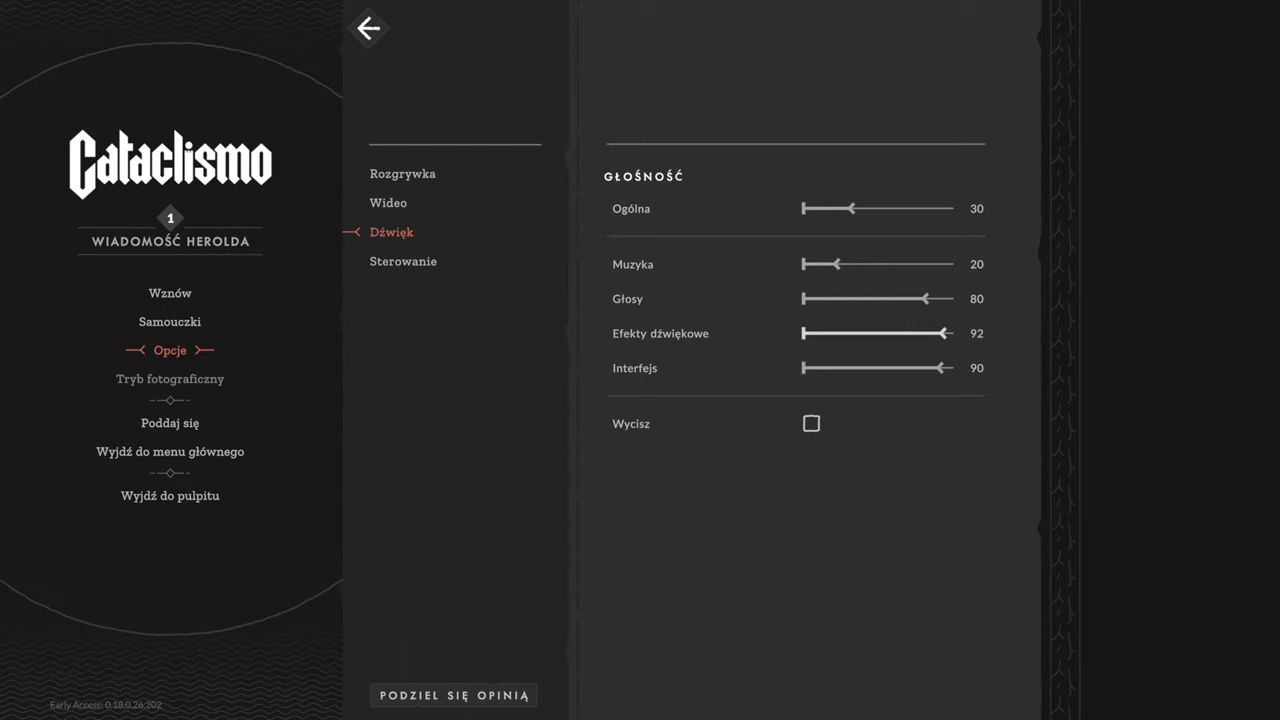 Cataclismo
1
WIADOMOŚĆ HEROLDA
Wznów
Samouczki
Opcje
Tryb fotograficzny
Poddaj się
Wyjdź do menu głównego
Wyjdź do pulpitu
Early Access: 0.18.0.26.202
Rozgrywka
Wideo
Dźwięk
Sterowanie
PODZIEL SIĘ OPINIĄ
GŁOŚNOŚĆ
Ogólna 30
Muzyka 20
Głosy 80
Efekty dźwiękowe 92
Interfejs 90
Wycisz